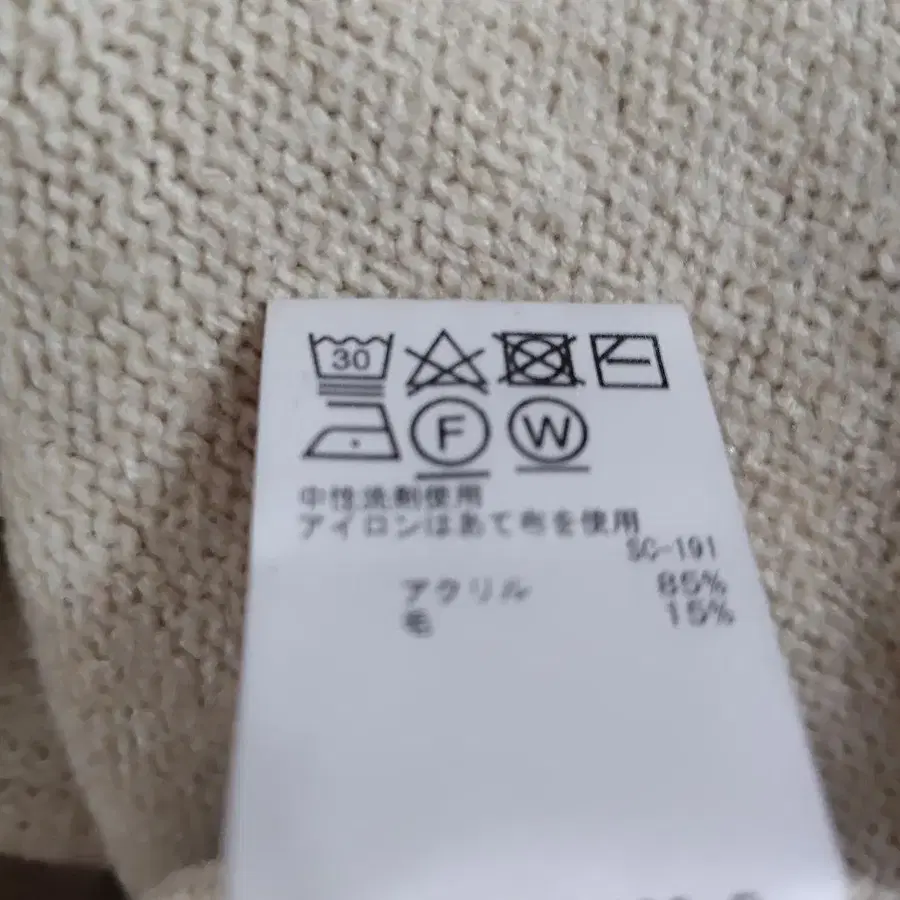 30
F W
中性洗剤使用
アイロンはあて布を使用
SC-191
アクリル 85%
毛 15%